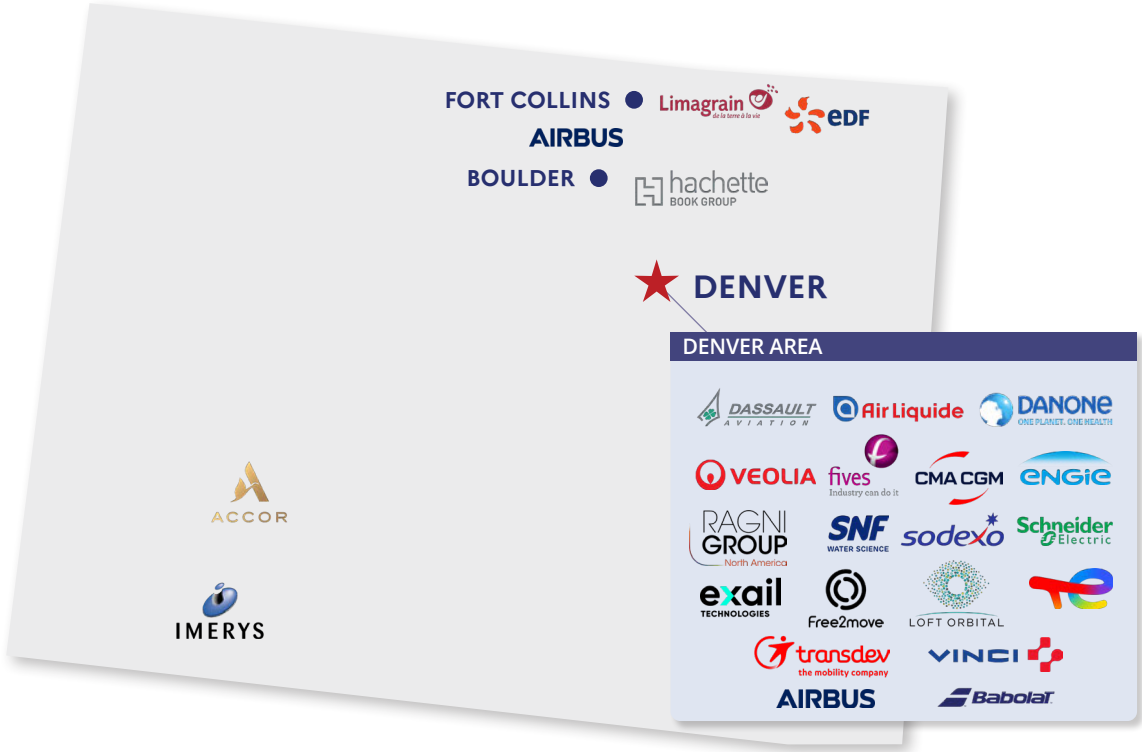 FORT COLLINS
Limagrain
de la terre à la vie
eDF
AIRBUS
BOULDER
hachette
BOOK GROUP
DENVER
DENVER AREA
DASSAULT
AVIATION
Air Liquide
DANONE
ONE PLANET. ONE HEALTH
VEOLIA
fives
Industry can do it
CMA CGM
ENGIE
RAGNI
GROUP
North America
SNF
WATER SCIENCE
sodexo
Schneider
Electric
exail
TECHNOLOGIES
Free2move
LOFT ORBITAL
TE
transdev
the mobility company
VINCI
AIRBUS
Babolat
ACCOR
IMERYS